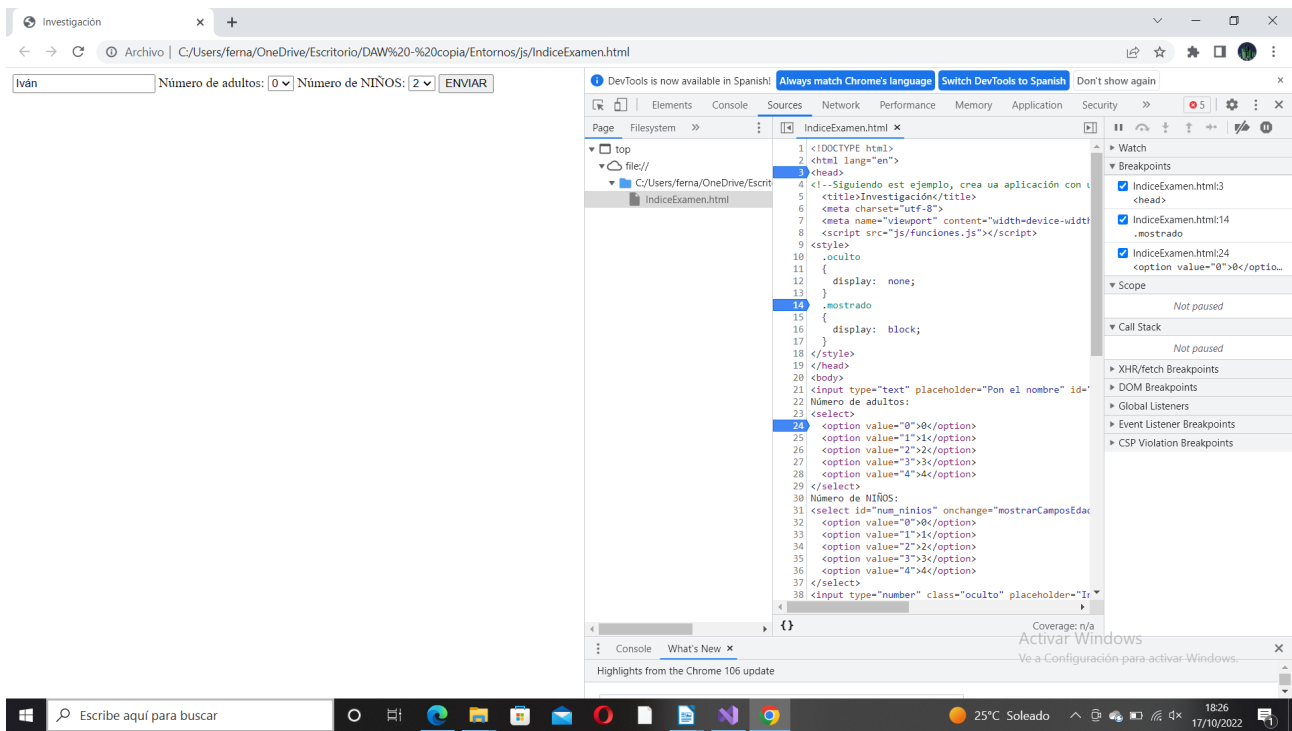 Investigación
Archivo | C:/Users/ferna/OneDrive/Escritorio/DAW%20-%20copia/Entornos/js/IndiceExamen.html
Iván Número de adultos: 0 Número de NIÑOS: 2 ENVIAR
DevTools is now available in Spanish! Always match Chrome's language Switch DevTools to Spanish Don't show again
Elements Console Sources Network Performance Memory Application Security 5
Page Filesystem
IndiceExamen.html
top
file://
C:/Users/ferna/OneDrive/Escrit
IndiceExamen.html
1 <!DOCTYPE html>
2 <html lang="en">
3 <head>
4 <!--Siguiendo est ejemplo, crea ua aplicación con u
5 <title>Investigación</title>
6 <meta charset="utf-8">
7 <meta name="viewport" content="width=device-width
8 <script src="js/funciones.js"></script>
9 <style>
10 .oculto
11 {
12 display: none;
13 }
14 .mostrado
15 {
16 display: block;
17 }
18 </style>
19 </head>
20 <body>
21 <input type="text" placeholder="Pon el nombre" id="
22 Número de adultos:
23 <select>
24 <option value="0">0</option>
25 <option value="1">1</option>
26 <option value="2">2</option>
27 <option value="3">3</option>
28 <option value="4">4</option>
29 </select>
30 Número de NIÑOS:
31 <select id="num_ninios" onchange="mostrarCamposEdad
32 <option value="0">0</option>
33 <option value="1">1</option>
34 <option value="2">2</option>
35 <option value="3">3</option>
36 <option value="4">4</option>
37 </select>
38 <input type="number" class="oculto" placeholder="In
{} Coverage: n/a
Watch
Breakpoints
IndiceExamen.html:3
<head>
IndiceExamen.html:14
.mostrado
IndiceExamen.html:24
<option value="0">0</optio…
Scope
Not paused
Call Stack
Not paused
XHR/fetch Breakpoints
DOM Breakpoints
Global Listeners
Event Listener Breakpoints
CSP Violation Breakpoints
Activar Windows
Ve a Configuración para activar Windows.
Console What's New
Highlights from the Chrome 106 update
Escribe aquí para buscar
25°C Soleado
18:26
17/10/2022
1